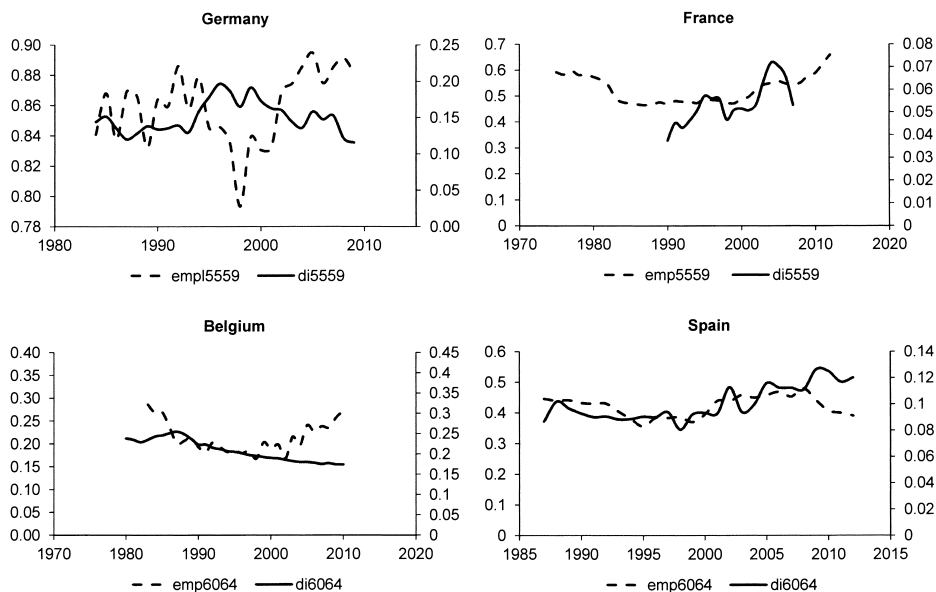 Germany
0.90 0.25
0.88 0.20
0.86 0.15
0.84 0.10
0.82 0.05
0.80
0.78 0.00
1980 1990 2000 2010
empl5559 di5559
France
0.7 0.08
0.6 0.07
0.5 0.06
0.4 0.05
0.3 0.04
0.2 0.03
0.1 0.02
0.01
0 0
1970 1980 1990 2000 2010 2020
emp5559 di5559
Belgium
0.40 0.45
0.35 0.4
0.30 0.35
0.25 0.3
0.20 0.25
0.15 0.2
0.10 0.15
0.05 0.1
0.05
0.00 0
1970 1980 1990 2000 2010 2020
emp6064 di6064
Spain
0.6 0.14
0.5 0.12
0.4 0.1
0.3 0.08
0.2 0.06
0.1 0.04
0.02
0 0
1985 1990 1995 2000 2005 2010 2015
emp6064 di6064